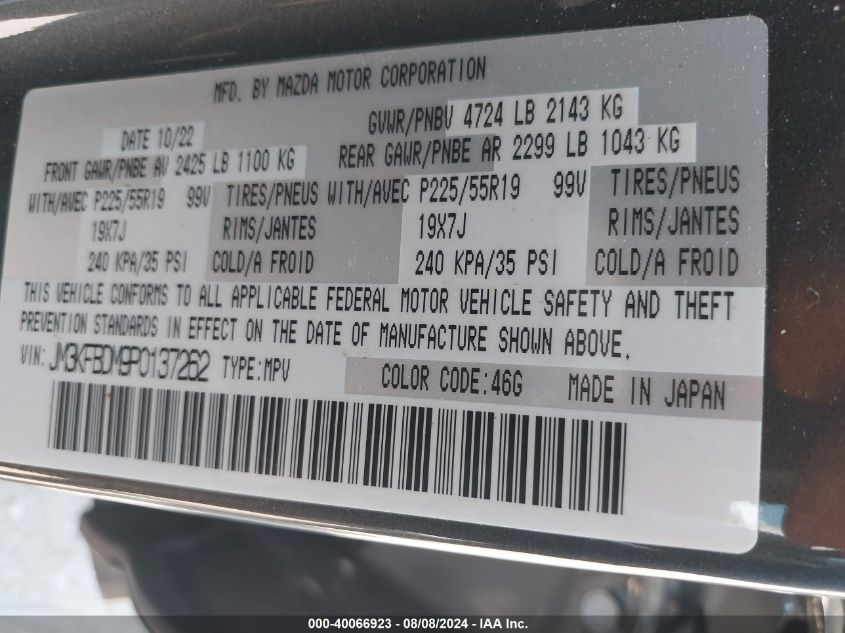 MFD. BY MAZDA MOTOR CORPORATION
DATE 10/22 GVWR/PNBV 4724 LB 2143 KG
FRONT GAWR/PNBE AV 2425 LB 1100 KG REAR GAWR/PNBE AR 2299 LB 1043 KG
WITH/AVEC P225/55R19 99V TIRES/PNEUS WITH/AVEC P225/55R19 99V TIRES/PNEUS
19X7J RIMS/JANTES 19X7J RIMS/JANTES
240 KPA/35 PSI COLD/A FROID 240 KPA/35 PSI COLD/A FROID
THIS VEHICLE CONFORMS TO ALL APPLICABLE FEDERAL MOTOR VEHICLE SAFETY AND THEFT
PREVENTION STANDARDS IN EFFECT ON THE DATE OF MANUFACTURE SHOWN ABOVE.
VIN: JM3KFBDM9P0137262 TYPE:MPV COLOR CODE:46G MADE IN JAPAN
000-40066923 - 08/08/2024 - IAA Inc.